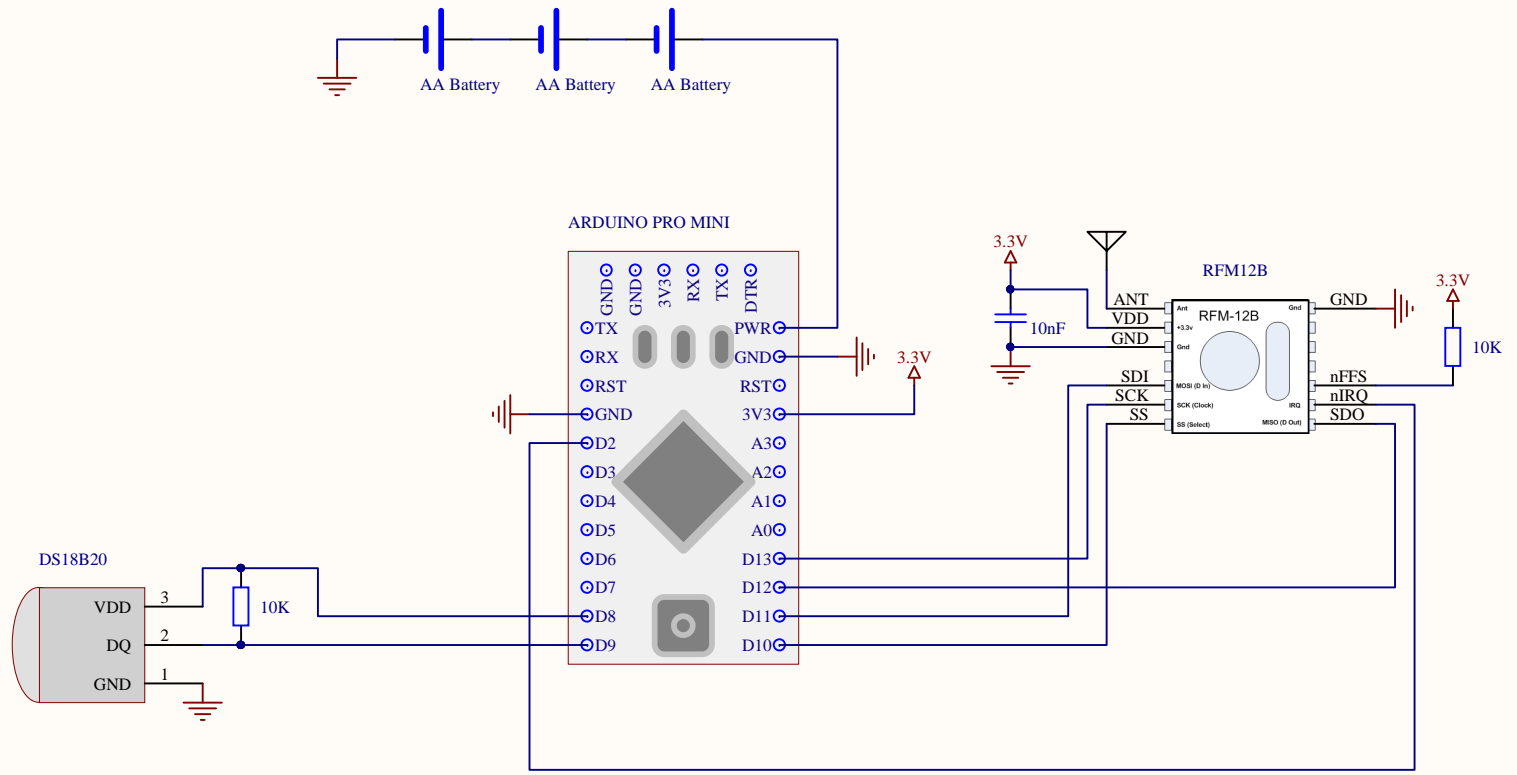 AA Battery
AA Battery
AA Battery
ARDUINO PRO MINI
GND
GND
3V3
RX
TX
DTR
TX
RX
RST
GND
D2
D3
D4
D5
D6
D7
D8
D9
PWR
GND
RST
3V3
A3
A2
A1
A0
D13
D12
D11
D10
3.3V
DS18B20
VDD
DQ
GND
3
2
1
10K
3.3V
10nF
RFM12B
ANT
VDD
GND
SDI
SCK
SS
Ant
+3.3v
Gnd
MOSI (D In)
SCK (Clock)
SS (Select)
RFM-12B
Gnd
IRQ
MISO (D Out)
GND
nFFS
nIRQ
SDO
3.3V
10K